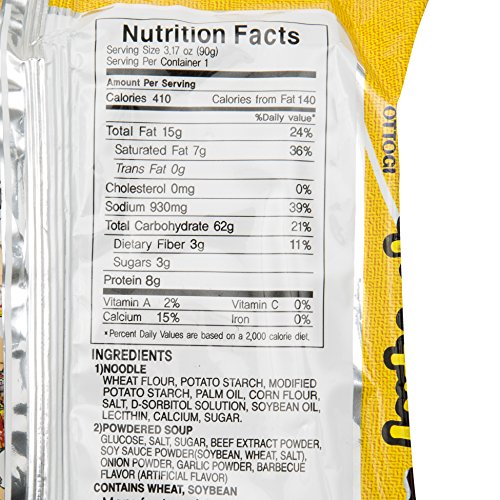 Nutrition Facts
Serving Size 3.17 oz (90g)
Serving Per Container 1
Amount Per Serving
Calories 410 Calories from Fat 140
%Daily value*
Total Fat 15g 24%
Saturated Fat 7g 36%
Trans Fat 0g
Cholesterol 0mg 0%
Sodium 930mg 39%
Total Carbohydrate 62g 21%
Dietary Fiber 3g 11%
Sugars 3g
Protein 8g
Vitamin A 2% Vitamin C 0%
Calcium 15% Iron 0%
*Percent Daily Values are based on a 2,000 calorie diet.
INGREDIENTS
1)NOODLE
WHEAT FLOUR, POTATO STARCH, MODIFIED
POTATO STARCH, PALM OIL, CORN FLOUR,
SALT, D-SORBITOL SOLUTION, SOYBEAN OIL,
LECITHIN, CALCIUM, SUGAR.
2)POWDERED SOUP
GLUCOSE, SALT, SUGAR, BEEF EXTRACT POWDER,
SOY SAUCE POWDER(SOYBEAN, WHEAT, SALT),
ONION POWDER, GARLIC POWDER, BARBECUE
FLAVOR (ARTIFICIAL FLAVOR)
CONTAINS WHEAT, SOYBEAN
OTTOGI